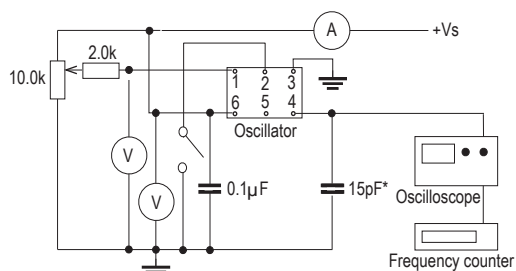 A
+Vs
2.0k
10.0k
1 2 3
6 5 4
Oscillator
V
V
0.1µF
15pF*
Oscilloscope
Frequency counter